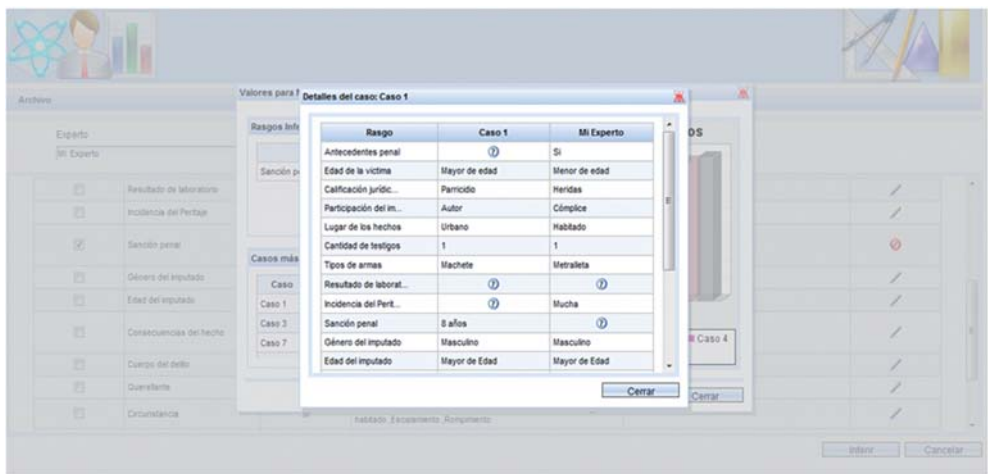 Archivo
Experto
Mi Experto
Resultado de laboratorio
Incidencia del Peritaje
Sanción penal
Género del imputado
Edad del imputado
Consecuencias del hecho
Cuerpo del delito
Querellante
Circunstancia
habitado ,Escalamiento ,Rompimiento
Inferir Cancelar
Valores para
Rasgos Infe
Sanción p
Casos más
Caso
Caso 1
Caso 3
Caso 7
OS
Caso 4
Cerrar
Detalles del caso: Caso 1
Rasgo Caso 1 Mi Experto
Antecedentes penal Si
Edad de la victima Mayor de edad Menor de edad
Calificación jurídic... Parricidio Heridas
Participación del im... Autor Cómplice
Lugar de los hechos Urbano Habitado
Cantidad de testigos 1 1
Tipos de armas Machete Metralleta
Resultado de laborat...
Incidencia del Perit... Mucha
Sanción penal 8 años
Género del imputado Masculino Masculino
Edad del imputado Mayor de Edad Mayor de Edad
Cerrar